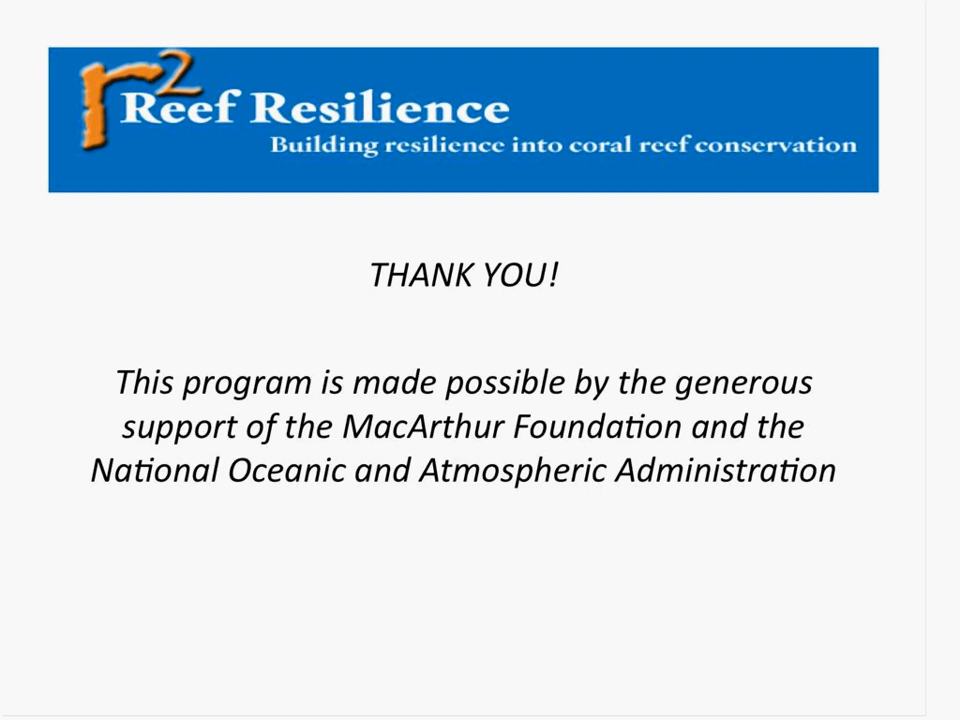 r2
Reef Resilience
Building resilience into coral reef conservation
THANK YOU!
This program is made possible by the generous
support of the MacArthur Foundation and the
National Oceanic and Atmospheric Administration